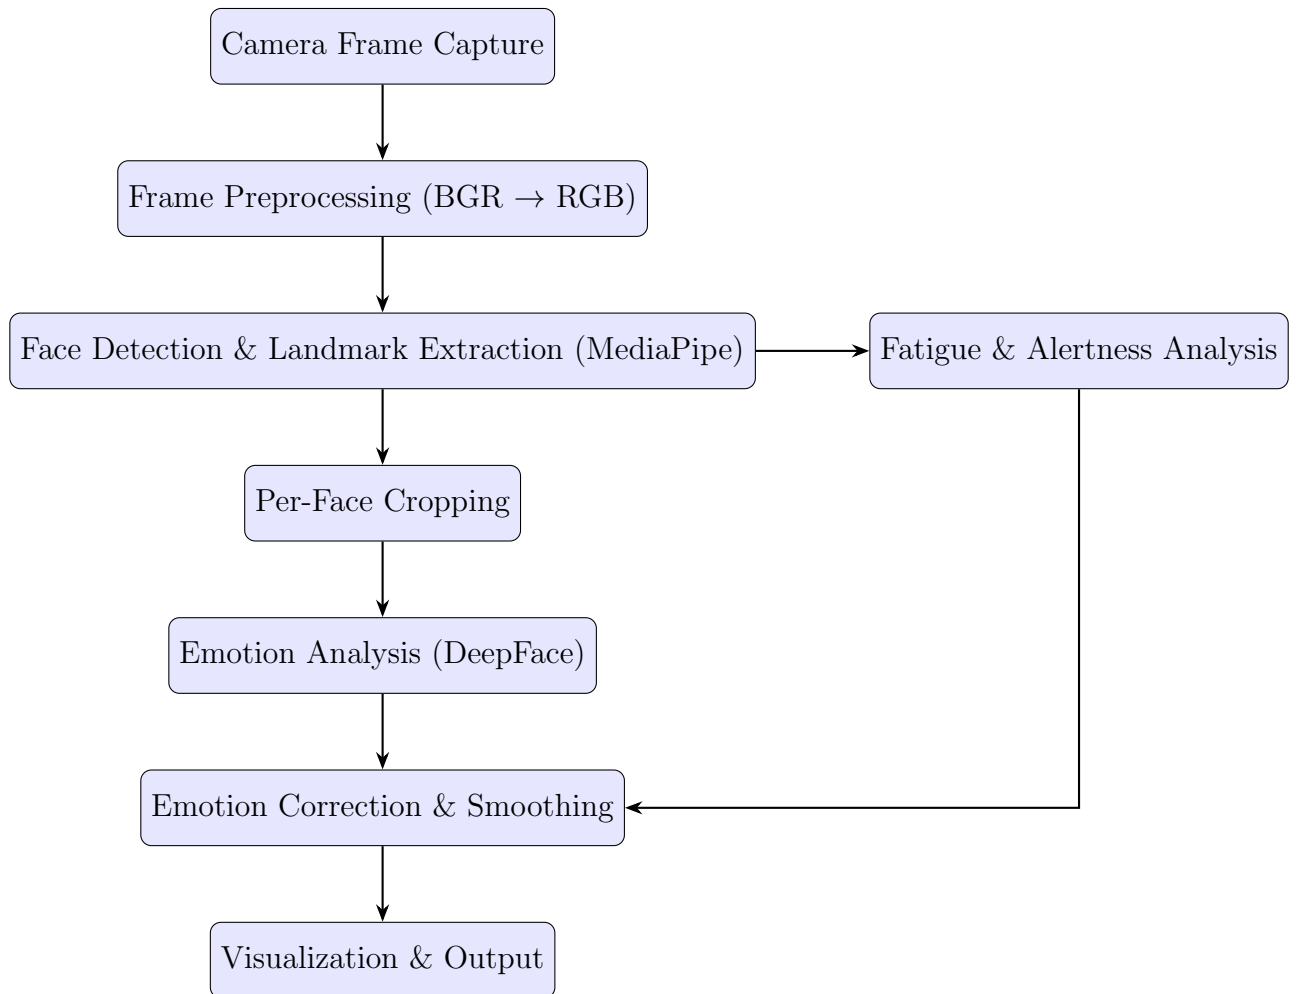 Camera Frame Capture
Frame Preprocessing (BGR → RGB)
Face Detection & Landmark Extraction (MediaPipe)
Fatigue & Alertness Analysis
Per-Face Cropping
Emotion Analysis (DeepFace)
Emotion Correction & Smoothing
Visualization & Output